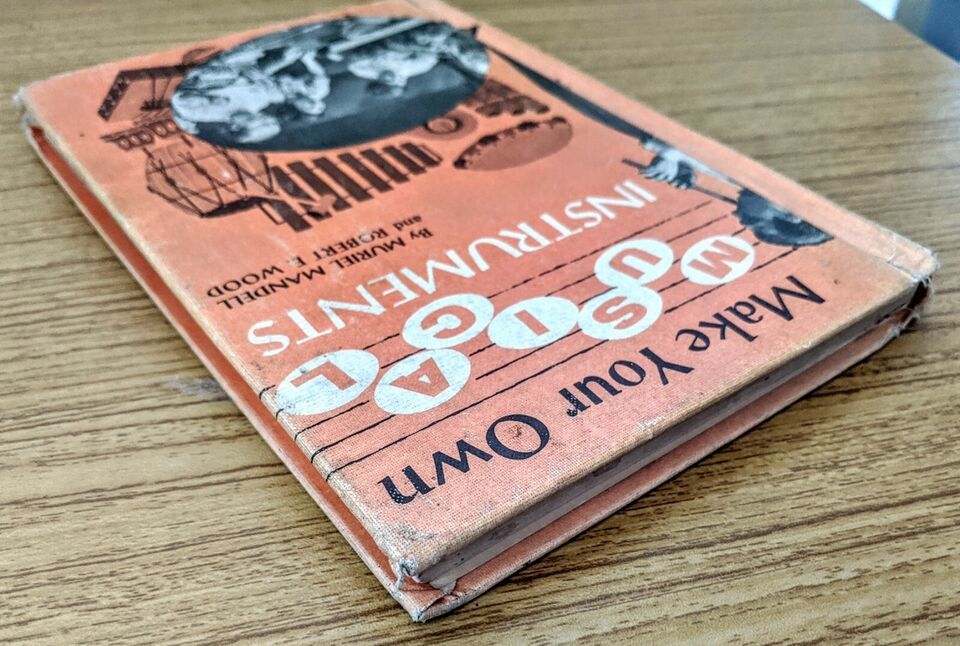 Make Your Own
MUSICAL
INSTRUMENTS
By MURIEL MANDELL
and ROBERT E WOOD